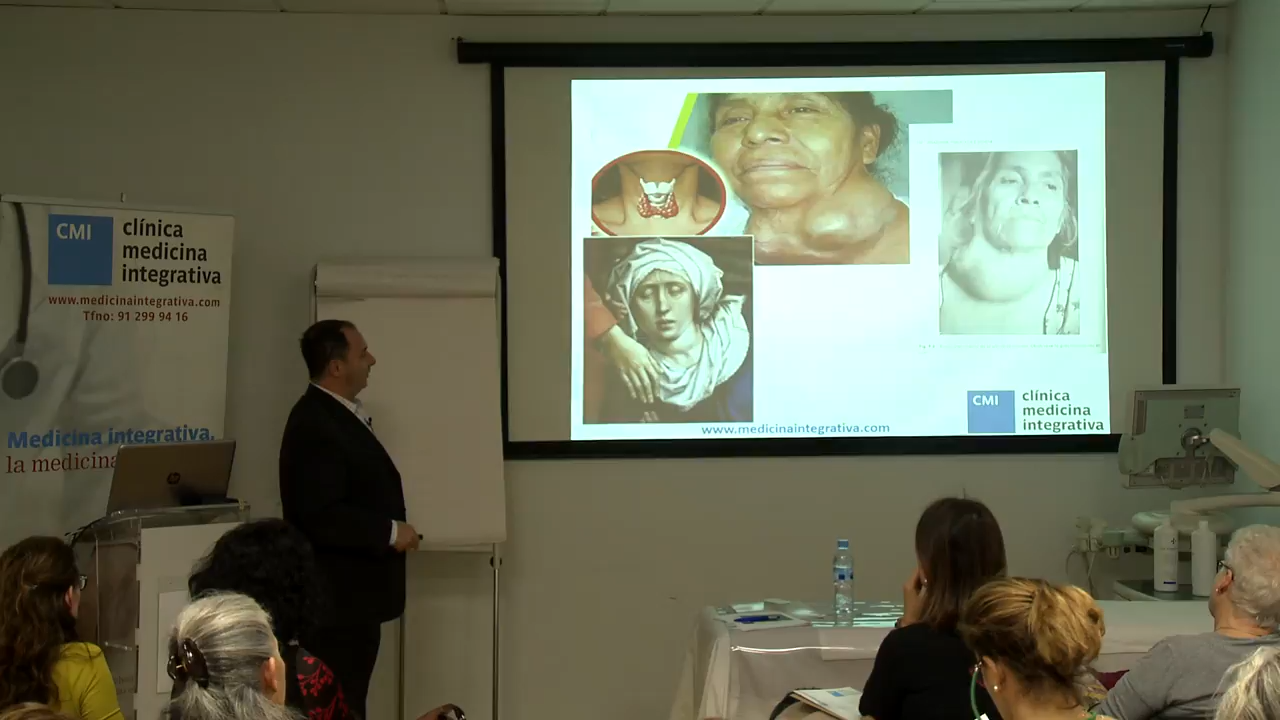 CMI
clínica
medicina
integrativa
www.medicinaintegrativa.com
Tfno: 91 299 94 16
Medicina integrativa,
la medicina
www.medicinaintegrativa.com
CMI
clínica
medicina
integrativa